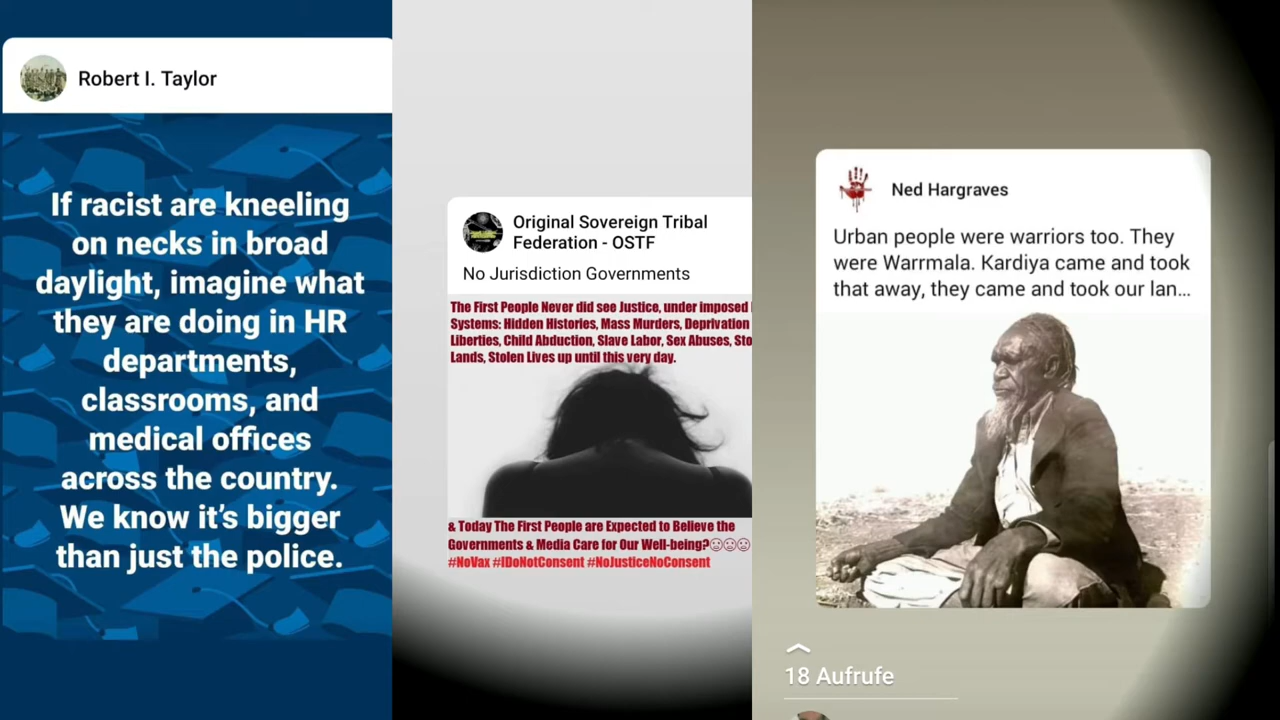 Robert I. Taylor
If racist are kneeling
on necks in broad
daylight, imagine what
they are doing in HR
departments,
classrooms, and
medical offices
across the country.
We know it’s bigger
than just the police.
Original Sovereign Tribal
Federation - OSTF
No Jurisdiction Governments
The First People Never did see Justice, under imposed
Systems: Hidden Histories, Mass Murders, Deprivation
Liberties, Child Abduction, Slave Labor, Sex Abuses, Sto
Lands, Stolen Lives up until this very day.
& Today The First People are Expected to Believe the
Governments & Media Care for Our Well-being?
#NoVax #IDoNotConsent #NoJusticeNoConsent
Ned Hargraves
Urban people were warriors too. They
were Warrmala. Kardiya came and took
that away, they came and took our lan...
18 Aufrufe